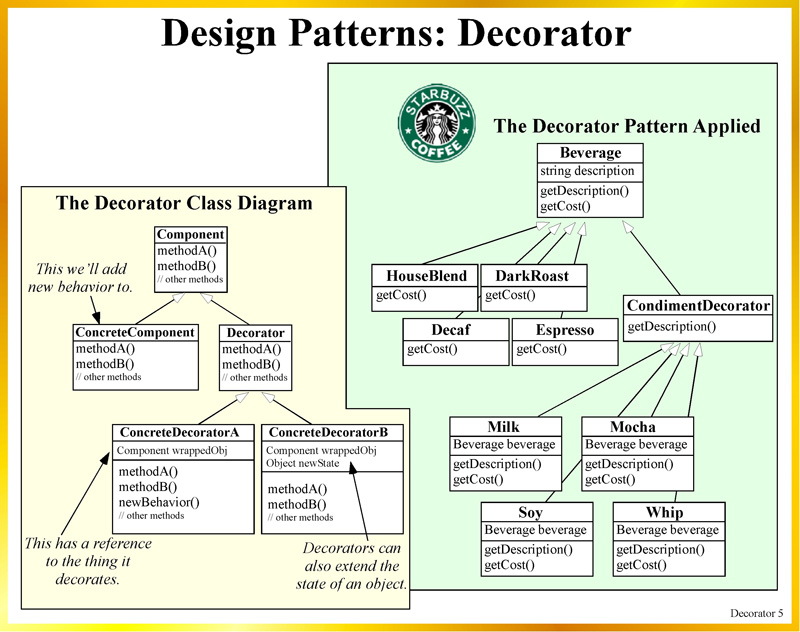 Design Patterns: Decorator
The Decorator Class Diagram
Component
methodA()
methodB()
// other methods
This we'll add
new behavior to.
ConcreteComponent
methodA()
methodB()
// other methods
Decorator
methodA()
methodB()
// other methods
ConcreteDecoratorA
Component wrappedObj
methodA()
methodB()
newBehavior()
// other methods
ConcreteDecoratorB
Component wrappedObj
Object newState
methodA()
methodB()
// other methods
This has a reference
to the thing it
decorates.
Decorators can
also extend the
state of an object.
STARBUZZ
COFFEE
The Decorator Pattern Applied
Beverage
string description
getDescription()
getCost()
HouseBlend
getCost()
DarkRoast
getCost()
Decaf
getCost()
Espresso
getCost()
CondimentDecorator
getDescription()
Milk
Beverage beverage
getDescription()
getCost()
Mocha
Beverage beverage
getDescription()
getCost()
Soy
Beverage beverage
getDescription()
getCost()
Whip
Beverage beverage
getDescription()
getCost()
Decorator 5